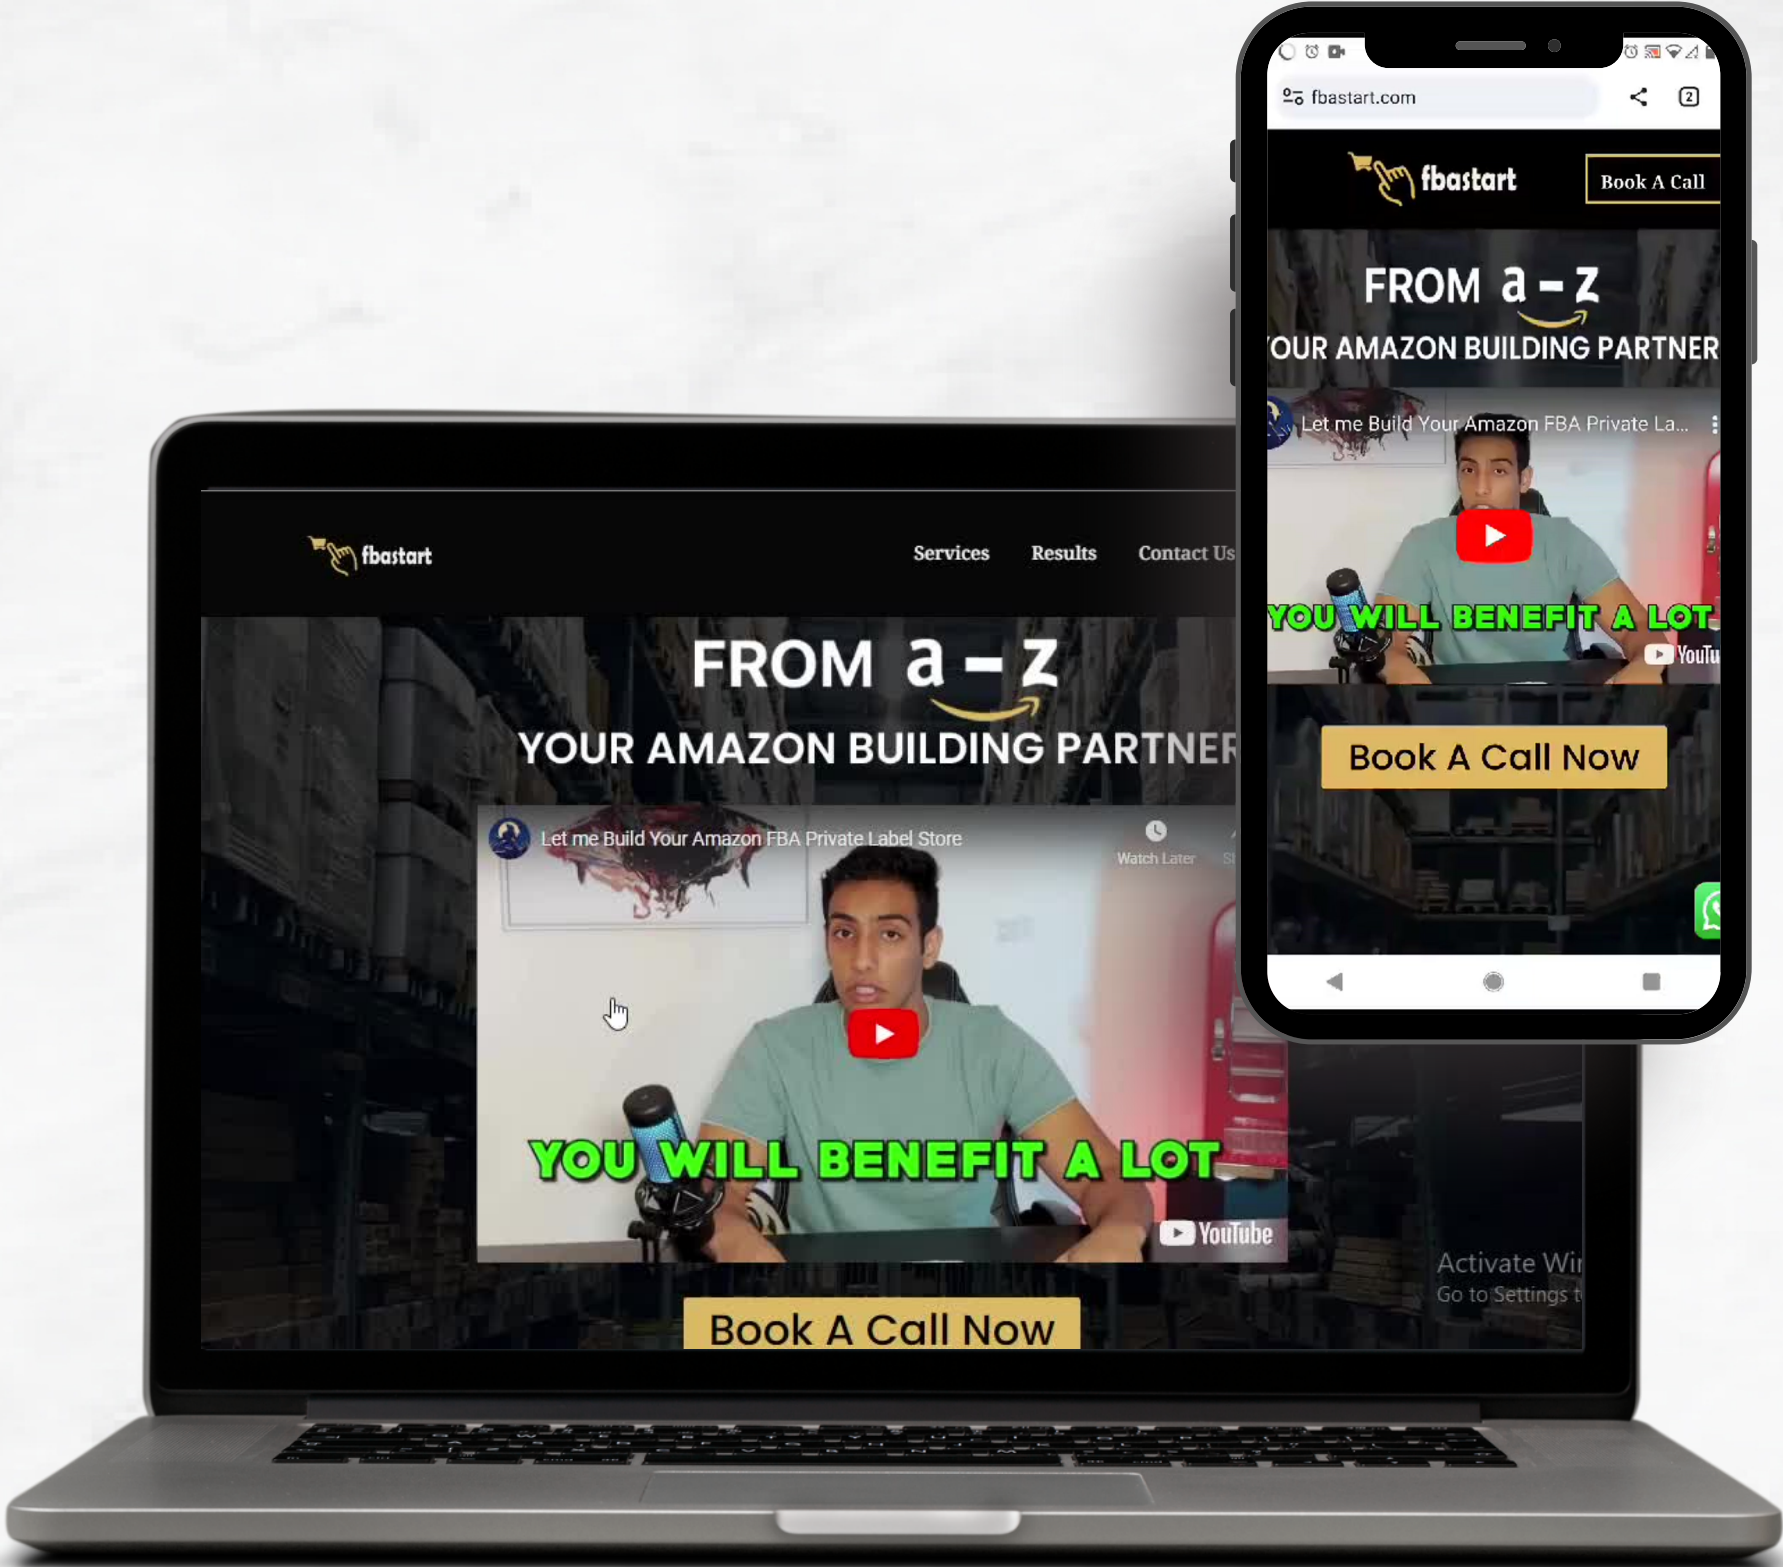 fbastart.com
2
fbastart
Book A Call
FROM a-z
YOUR AMAZON BUILDING PARTNER
Let me Build Your Amazon FBA Private La...
YOU WILL BENEFIT A LOT
YouTu
Book A Call Now
fbastart
Services Results Contact Us
FROM a-z
YOUR AMAZON BUILDING PARTNER
Let me Build Your Amazon FBA Private Label Store
Watch Later
YOU WILL BENEFIT A LOT
YouTube
Activate Wi
Go to Settings t
Book A Call Now